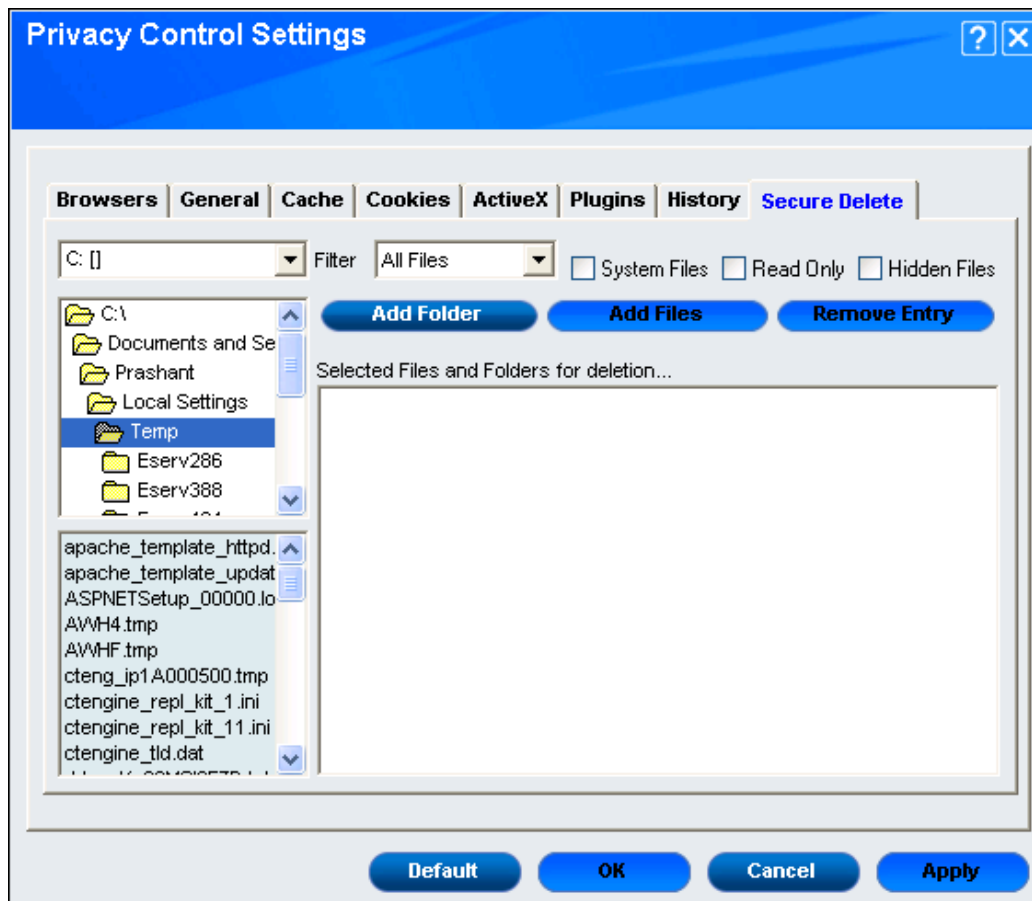 Privacy Control Settings
Browsers General Cache Cookies ActiveX Plugins History Secure Delete
C: [] Filter All Files System Files Read Only Hidden Files
Add Folder Add Files Remove Entry
C:\
Documents and Se
Prashant
Local Settings
Temp
Eserv286
Eserv388
Selected Files and Folders for deletion...
apache_template_httpd.
apache_template_updat
ASPNETSetup_00000.lo
AWH4.tmp
AWHF.tmp
cteng_ip1A000500.tmp
ctengine_repl_kit_1.ini
ctengine_repl_kit_11.ini
ctengine_tld.dat
Default OK Cancel Apply